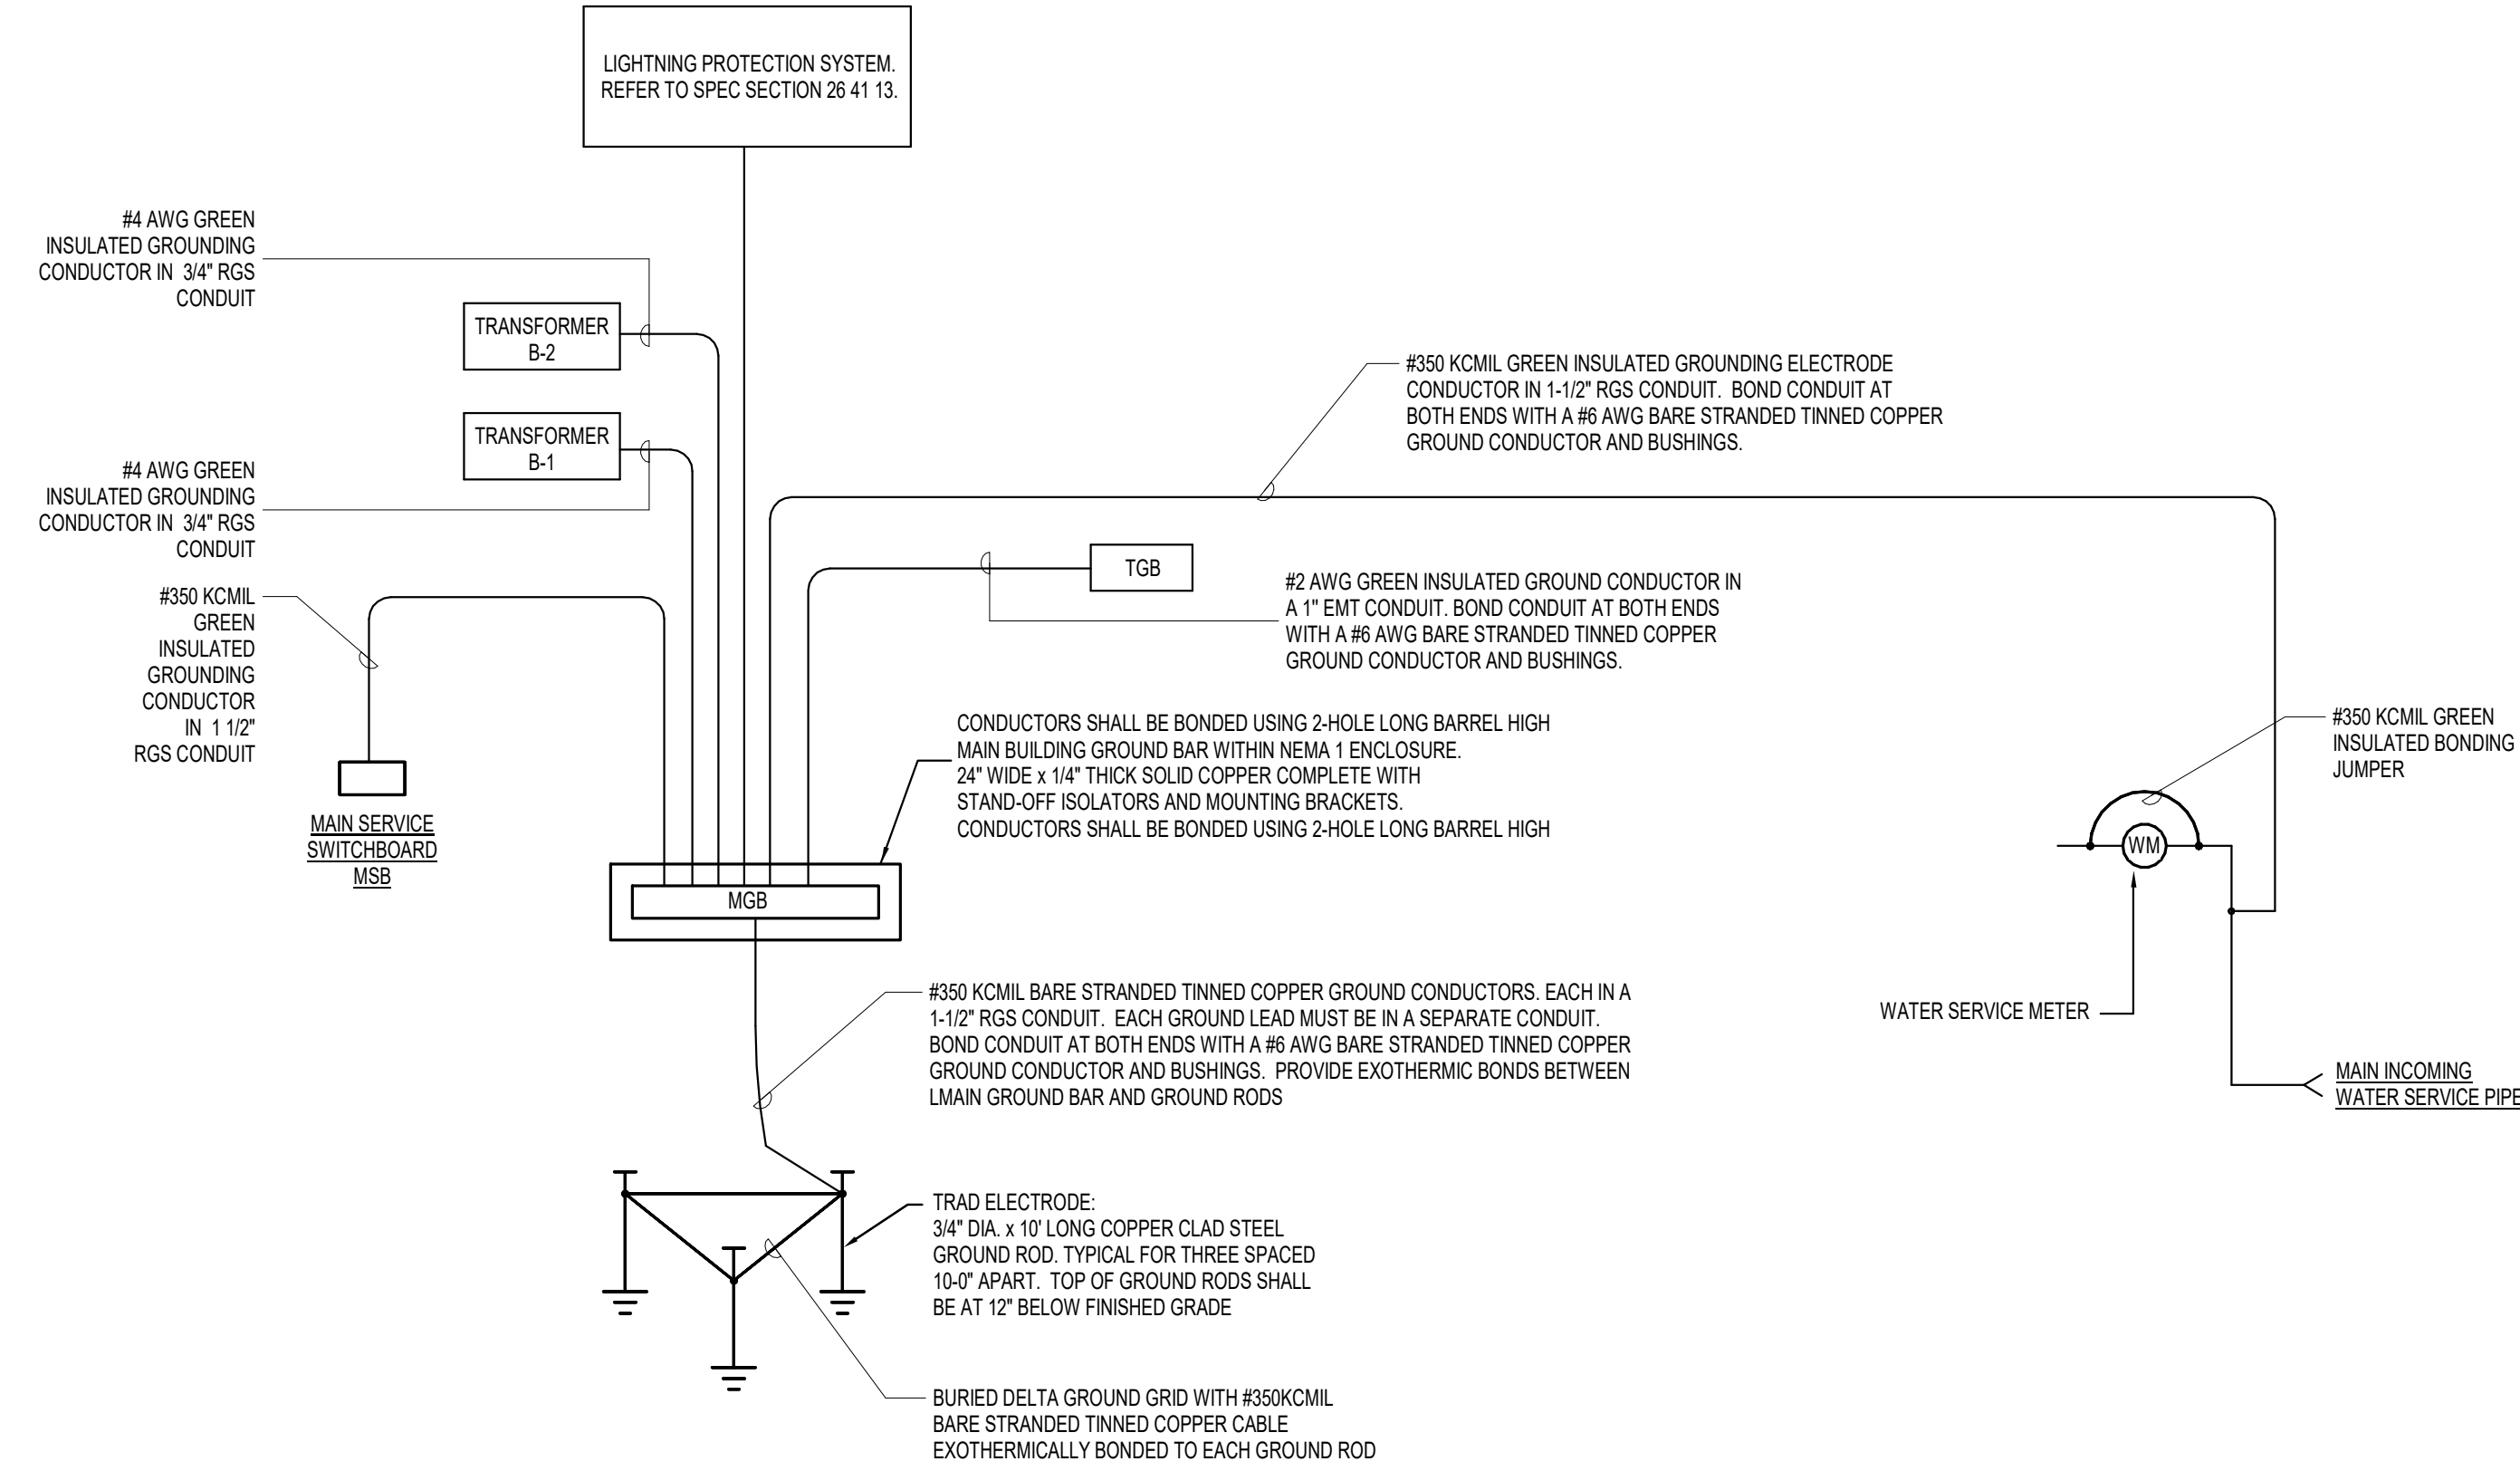 LIGHTNING PROTECTION SYSTEM.
REFER TO SPEC SECTION 26 41 13.
#4 AWG GREEN
INSULATED GROUNDING
CONDUCTOR IN 3/4" RGS
CONDUIT
TRANSFORMER
B-2
TRANSFORMER
B-1
#4 AWG GREEN
INSULATED GROUNDING
CONDUCTOR IN 3/4" RGS
CONDUIT
#350 KCMIL GREEN INSULATED GROUNDING ELECTRODE
CONDUCTOR IN 1-1/2" RGS CONDUIT. BOND CONDUIT AT
BOTH ENDS WITH A #6 AWG BARE STRANDED TINNED COPPER
GROUND CONDUCTOR AND BUSHINGS.
TGB
#2 AWG GREEN INSULATED GROUND CONDUCTOR IN
A 1" EMT CONDUIT. BOND CONDUIT AT BOTH ENDS
WITH A #6 AWG BARE STRANDED TINNED COPPER
GROUND CONDUCTOR AND BUSHINGS.
#350 KCMIL
GREEN
INSULATED
GROUNDING
CONDUCTOR
IN 1 1/2"
RGS CONDUIT
MAIN SERVICE
SWITCHBOARD
MSB
CONDUCTORS SHALL BE BONDED USING 2-HOLE LONG BARREL HIGH
MAIN BUILDING GROUND BAR WITHIN NEMA 1 ENCLOSURE.
24" WIDE x 1/4" THICK SOLID COPPER COMPLETE WITH
STAND-OFF ISOLATORS AND MOUNTING BRACKETS.
CONDUCTORS SHALL BE BONDED USING 2-HOLE LONG BARREL HIGH
#350 KCMIL GREEN
INSULATED BONDING
JUMPER
WM
MGB
#350 KCMIL BARE STRANDED TINNED COPPER GROUND CONDUCTORS. EACH IN A
1-1/2" RGS CONDUIT. EACH GROUND LEAD MUST BE IN A SEPARATE CONDUIT.
BOND CONDUIT AT BOTH ENDS WITH A #6 AWG BARE STRANDED TINNED COPPER
GROUND CONDUCTOR AND BUSHINGS. PROVIDE EXOTHERMIC BONDS BETWEEN
LMAIN GROUND BAR AND GROUND RODS
WATER SERVICE METER
MAIN INCOMING
WATER SERVICE PIPE
TRAD ELECTRODE:
3/4" DIA. x 10' LONG COPPER CLAD STEEL
GROUND ROD. TYPICAL FOR THREE SPACED
10-0" APART. TOP OF GROUND RODS SHALL
BE AT 12" BELOW FINISHED GRADE
BURIED DELTA GROUND GRID WITH #350KCMIL
BARE STRANDED TINNED COPPER CABLE
EXOTHERMICALLY BONDED TO EACH GROUND ROD